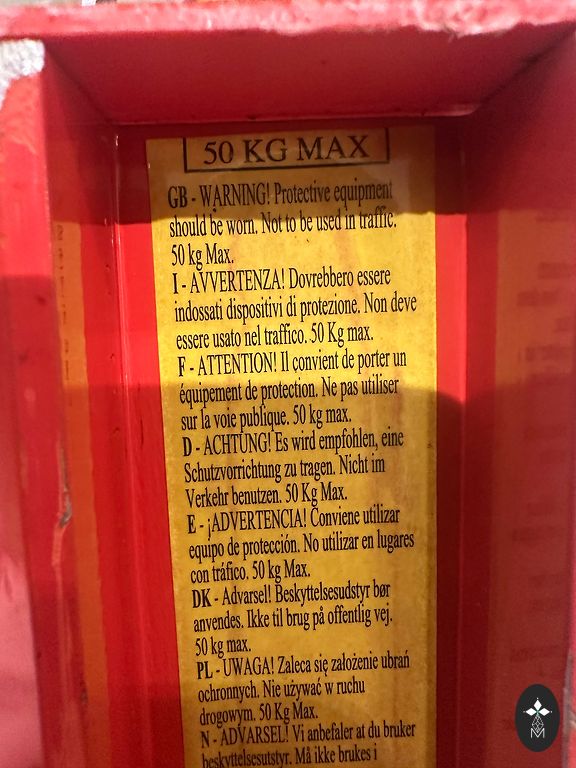 50 KG MAX
GB - WARNING! Protective equipment
should be worn. Not to be used in traffic.
50 kg Max.
I - AVVERTENZA! Dovrebbero essere
indossati dispositivi di protezione. Non deve
essere usato nel traffico. 50 Kg max.
F - ATTENTION! Il convient de porter un
équipement de protection. Ne pas utiliser
sur la voie publique. 50 kg max.
D - ACHTUNG! Es wird empfohlen, eine
Schutzvorrichtung zu tragen. Nicht im
Verkehr benutzen. 50 Kg Max.
E - ¡ADVERTENCIA! Conviene utilizar
equipo de protección. No utilizar en lugares
con tráfico. 50 kg Max.
DK - Advarsel! Beskyttelsesudstyr bør
anvendes. Ikke til brug på offentlig vej.
50 kg max.
PL - UWAGA! Zaleca się założenie ubrań
ochronnych. Nie używać w ruchu
drogowym. 50 Kg Max.
N - ADVARSEL! Vi anbefaler at du bruker
beskyttelsesutstyr. Må ikke brukes i